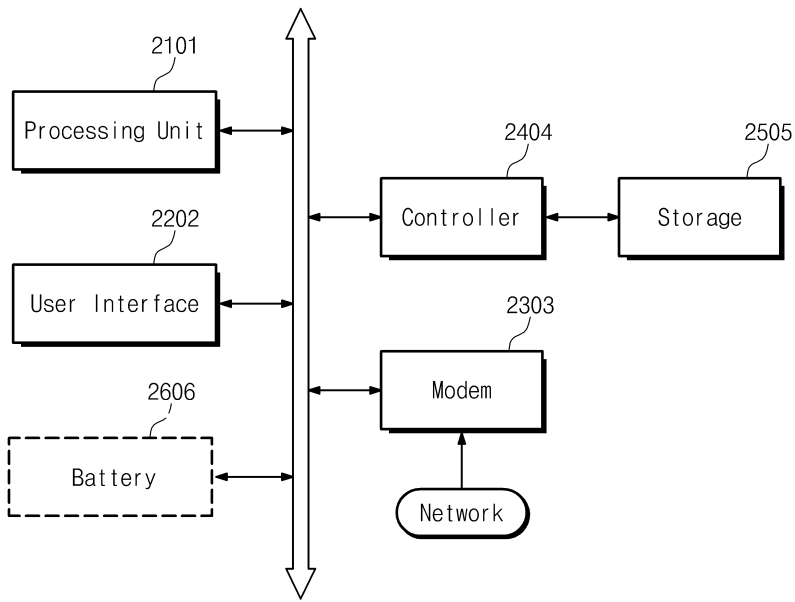 2101
Processing Unit
2404
2505
Controller
Storage
2202
User Interface
2303
Modem
2606
Battery
Network